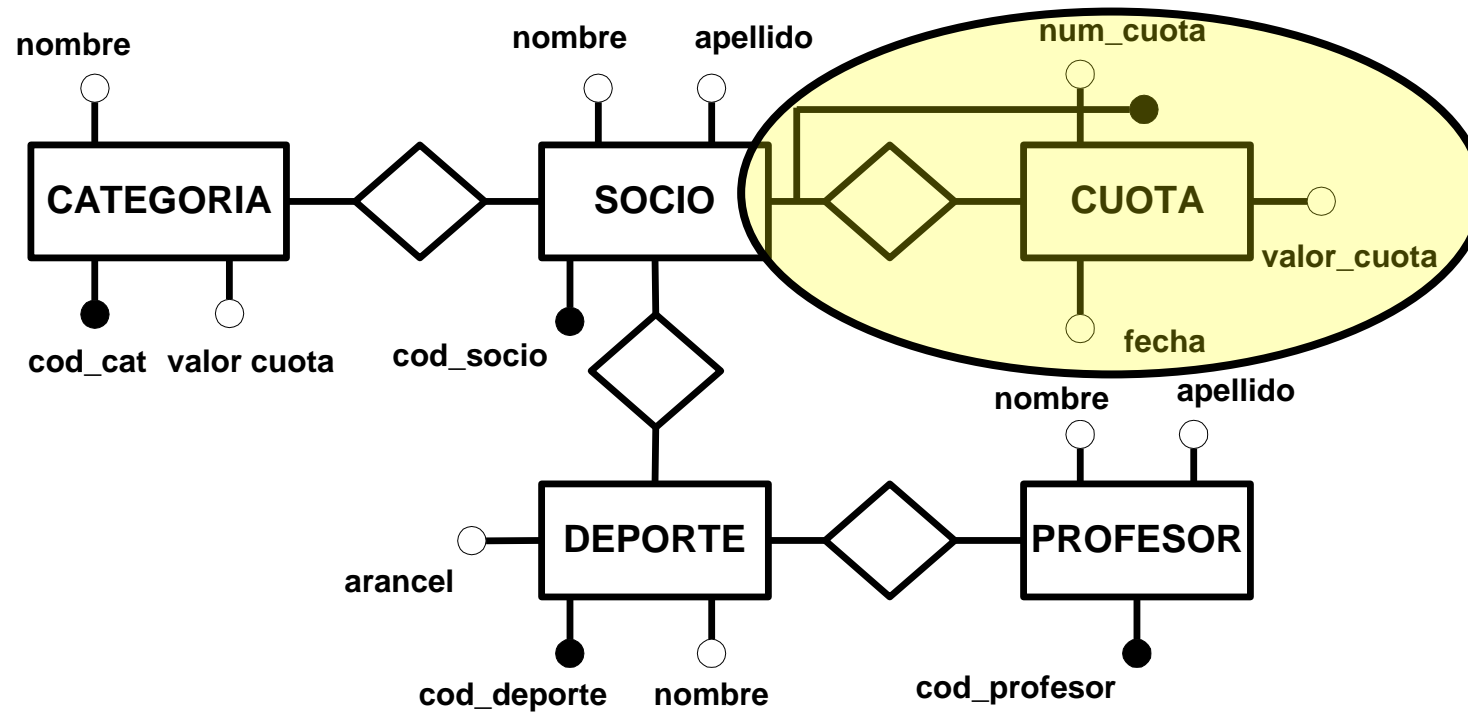 nombre
nombre
apellido
num_cuota
CATEGORIA
SOCIO
CUOTA
valor_cuota
cod_cat
valor cuota
cod_socio
fecha
nombre
apellido
DEPORTE
PROFESOR
arancel
cod_deporte
nombre
cod_profesor